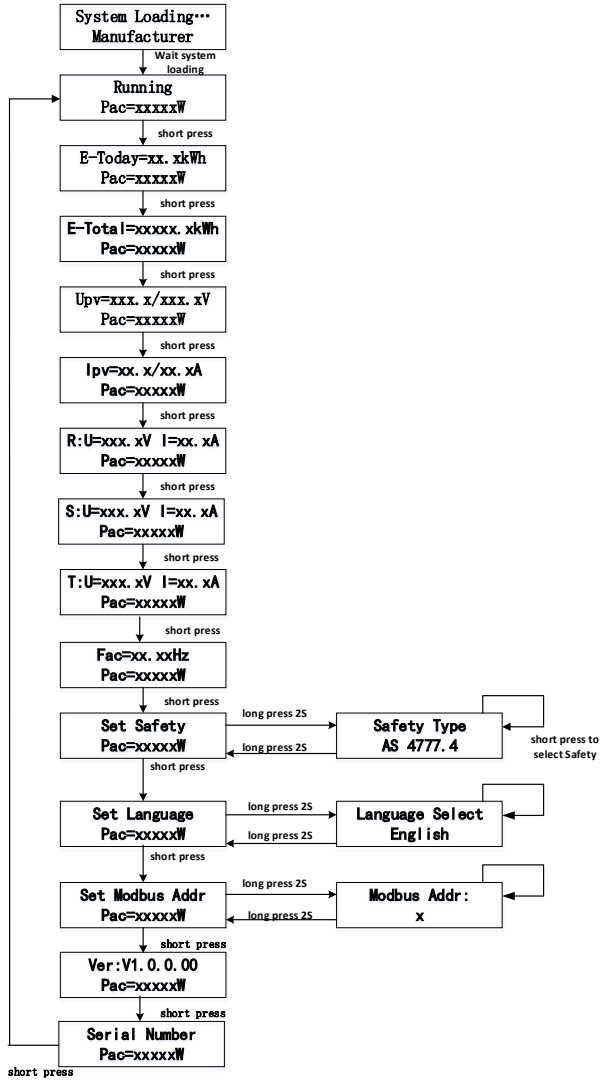 System Loading…
Manufacturer
Wait system
loading
Running
Pac=xxxxxW
short press
E-Today=xx.xkWh
Pac=xxxxxW
short press
E-Total=xxxxx.xkWh
Pac=xxxxxW
short press
Upv=xxx.x/xxx.xV
Pac=xxxxxW
short press
Ipv=xx.x/xx.xA
Pac=xxxxxW
short press
R:U=xxx.xV I=xx.xA
Pac=xxxxxW
short press
S:U=xxx.xV I=xx.xA
Pac=xxxxxW
short press
T:U=xxx.xV I=xx.xA
Pac=xxxxxW
short press
Fac=xx.xxHz
Pac=xxxxxW
short press
Set Safety
Pac=xxxxxW
long press 2S
long press 2S
Safety Type
AS 4777.4
short press to
select Safety
short press
Set Language
Pac=xxxxxW
long press 2S
long press 2S
Language Select
English
short press
Set Modbus Addr
Pac=xxxxxW
long press 2S
long press 2S
Modbus Addr:
x
short press
Ver:V1.0.0.00
Pac=xxxxxW
short press
Serial Number
Pac=xxxxxW
short press